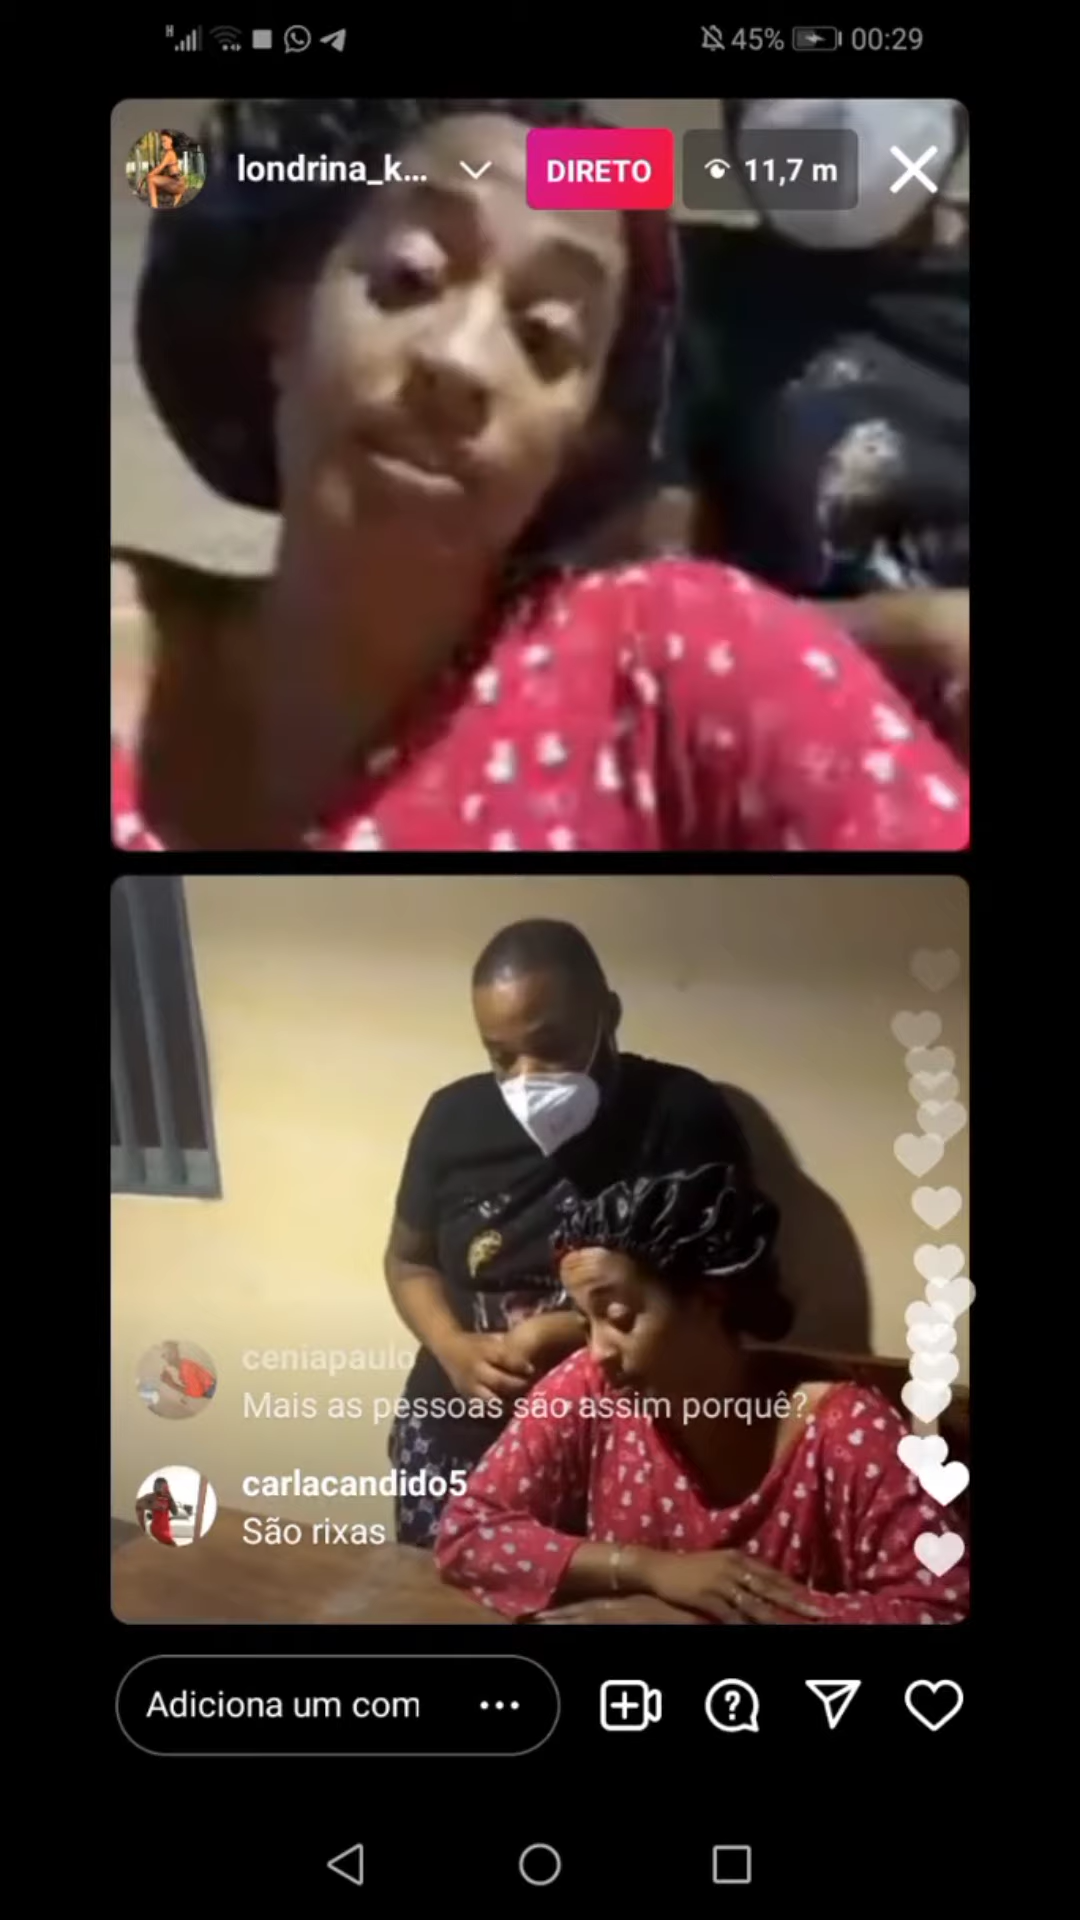 H
45% 00:29
londrina_k...
DIRETO
11,7 m
ceniapaulo
Mais as pessoas são assim porquê?
carlacandido5
São rixas
Adiciona um com